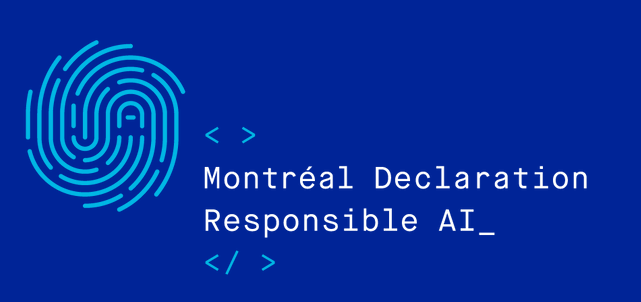 < >
Montréal Declaration
Responsible AI_
</ >